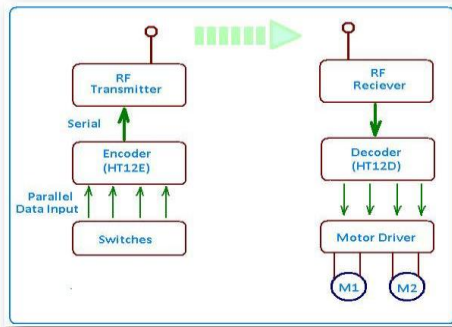 RF
Transmitter
Serial
Encoder
(HT12E)
Parallel
Data Input
Switches
RF
Reciever
Decoder
(HT12D)
Motor Driver
M1
M2